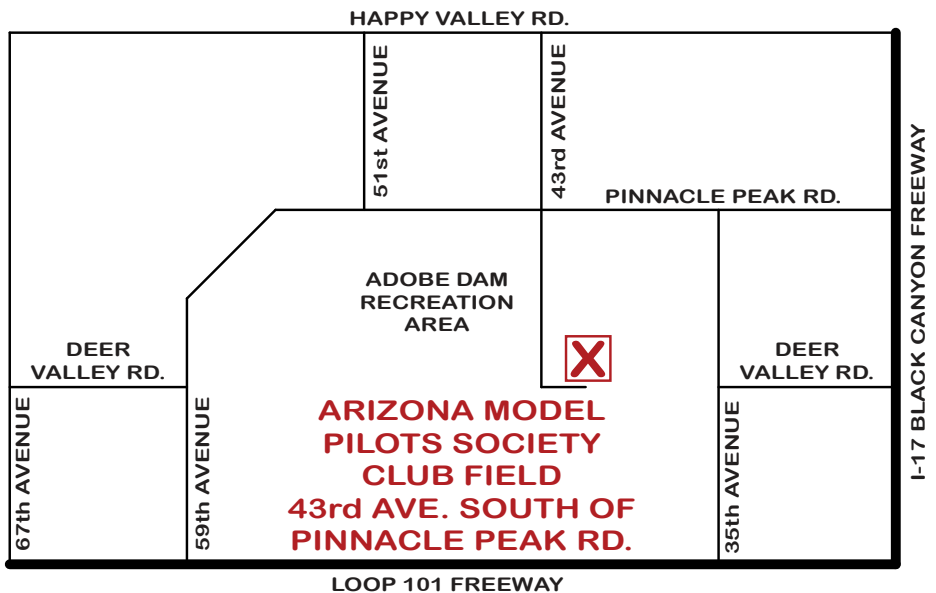 HAPPY VALLEY RD.
51st AVENUE
43rd AVENUE
PINNACLE PEAK RD.
I-17 BLACK CANYON FREEWAY
ADOBE DAM
RECREATION
AREA
DEER
VALLEY RD.
X
DEER
VALLEY RD.
67th AVENUE
59th AVENUE
ARIZONA MODEL
PILOTS SOCIETY
CLUB FIELD
43rd AVE. SOUTH OF
PINNACLE PEAK RD.
35th AVENUE
LOOP 101 FREEWAY